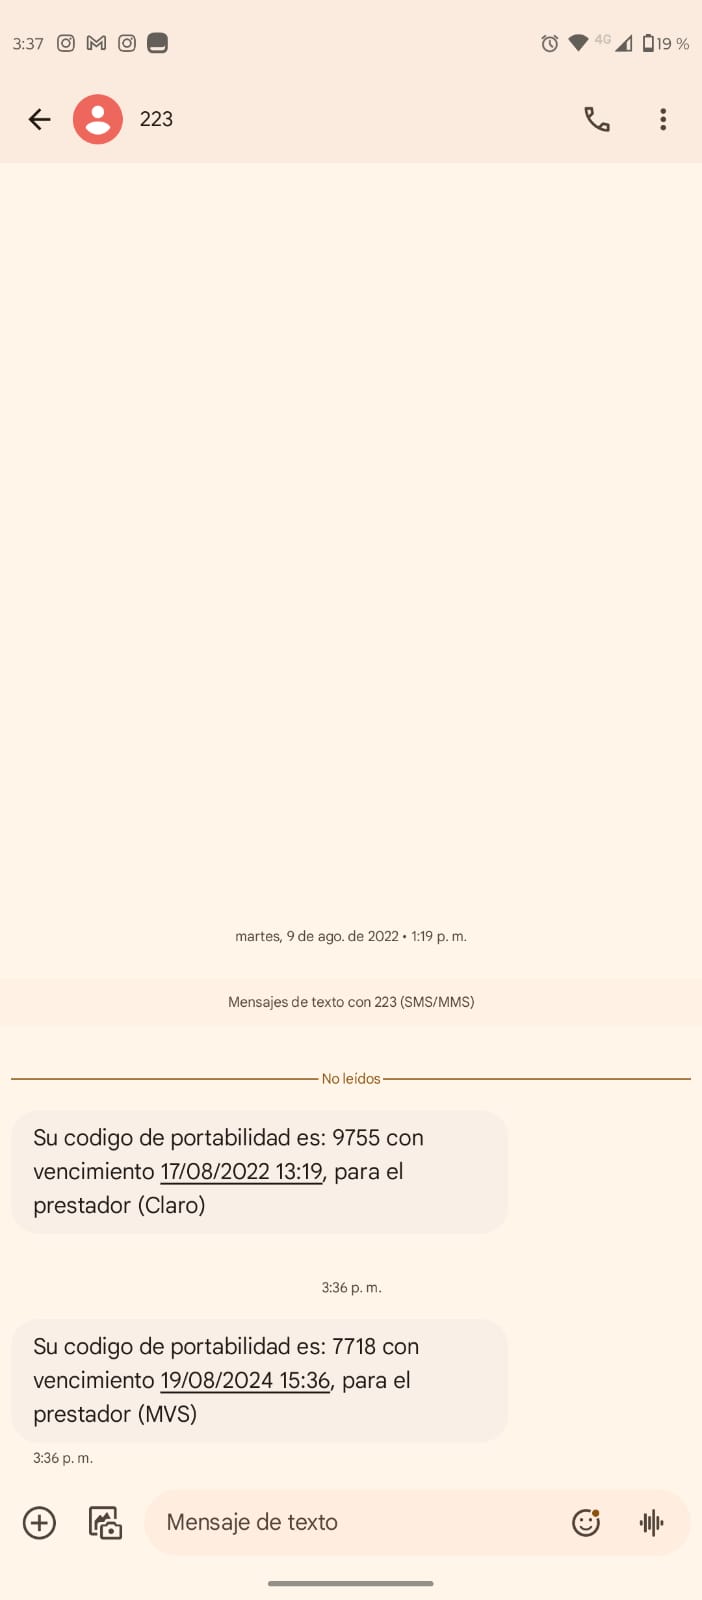 3:37
4G
19 %
223
martes, 9 de ago. de 2022 • 1:19 p. m.
Mensajes de texto con 223 (SMS/MMS)
No leídos
Su codigo de portabilidad es: 9755 con
vencimiento 17/08/2022 13:19, para el
prestador (Claro)
3:36 p. m.
Su codigo de portabilidad es: 7718 con
vencimiento 19/08/2024 15:36, para el
prestador (MVS)
3:36 p. m.
Mensaje de texto